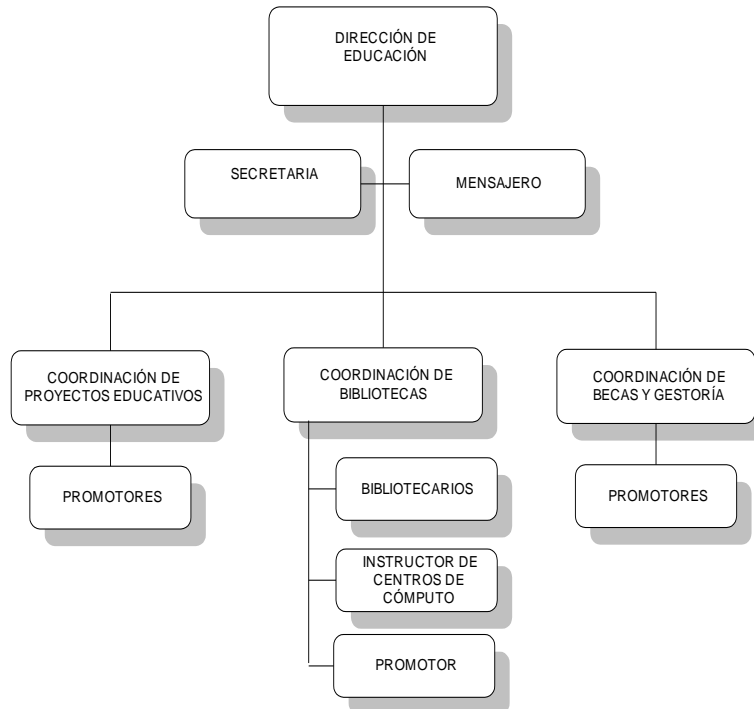 DIRECCIÓN DE
EDUCACIÓN
SECRETARIA
MENSAJERO
COORDINACIÓN DE
PROYECTOS EDUCATIVOS
COORDINACIÓN DE
BIBLIOTECAS
COORDINACIÓN DE
BECAS Y GESTORÍA
PROMOTORES
BIBLIOTECARIOS
PROMOTORES
INSTRUCTOR DE
CENTROS DE
CÓMPUTO
PROMOTOR